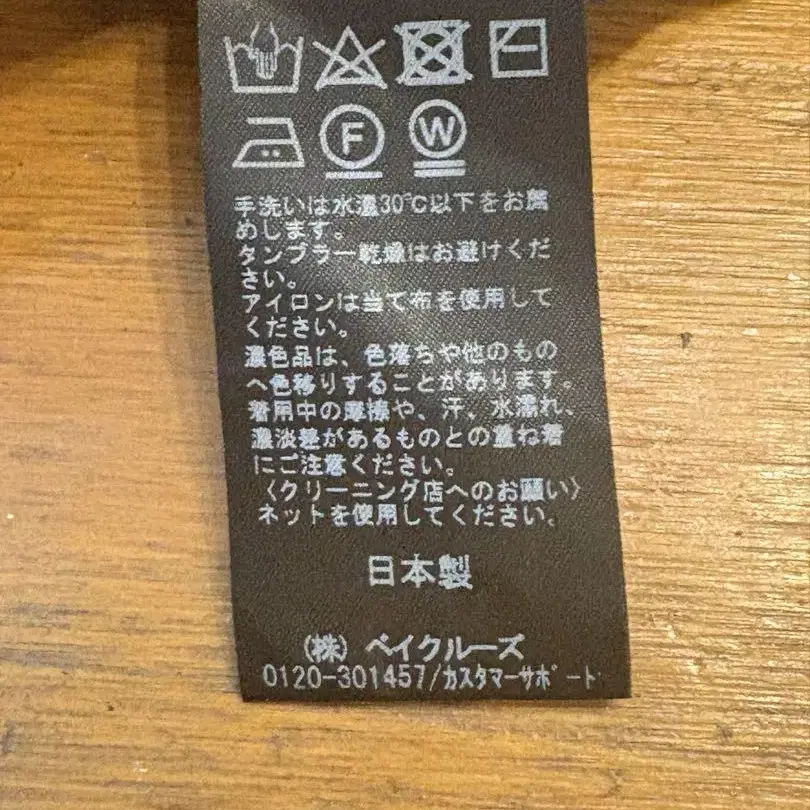 F W
手洗いは水温30℃以下をお薦
めします。
タンブラー乾燥はお避けくだ
さい。
アイロンは当て布を使用して
ください。
濃色品は、色落ちや他のもの
へ色移りすることがあります。
着用中の摩擦や、汗、水濡れ、
濃淡差があるものとの重ね着
にご注意ください。
〈クリーニング店へのお願い〉
ネットを使用してください。
日本製
(株) ベイクルーズ
0120-301457/カスタマーサポート